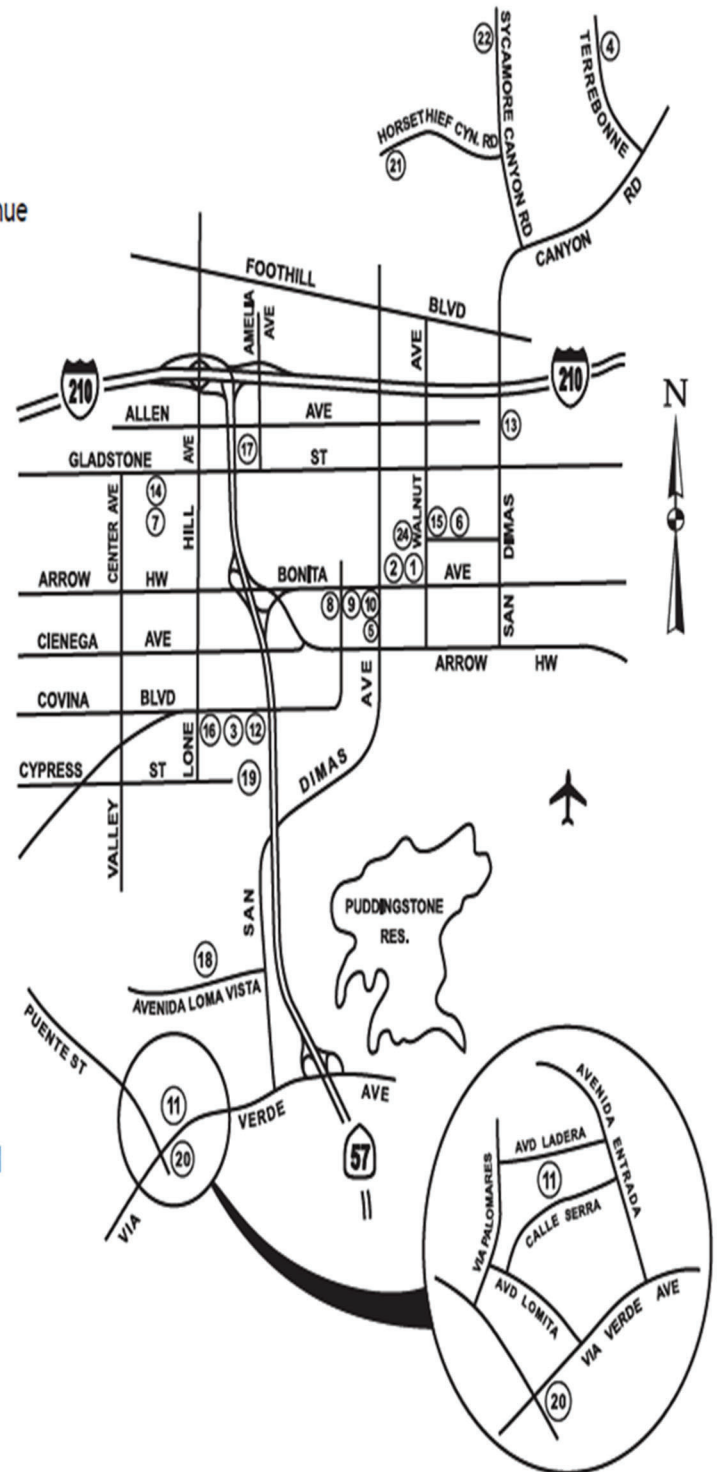 SYCAMORE CANYON RD
22
4
TERREBONNE
HORSETHIEF CYN. RD
21
CANYON RD
nue
FOOTHILL BLVD
AMELIA AVE
AVE
210
210
N
ALLEN AVE
13
17
GLADSTONE ST
AVE
CENTER AVE
14
7
HILL
WALNUT
15 6
24
DIMAS
2 1
BONITA AVE
ARROW HW
8 9 10
5
SAN
CIENEGA AVE
ARROW HW
AVE
COVINA BLVD
16 3 12
LONE
CYPRESS ST
19
DIMAS
VALLEY
SAN
PUDDINGSTONE
RES.
18
AVENIDA LOMA VISTA
PUENTE ST
11
VERDE AVE
20
VIA
57
AVENIDA ENTRADA
AVD LADERA
11
VIA PALOMARES
CALLE SERRA
AVD LOMITA
VIA VERDE AVE
20